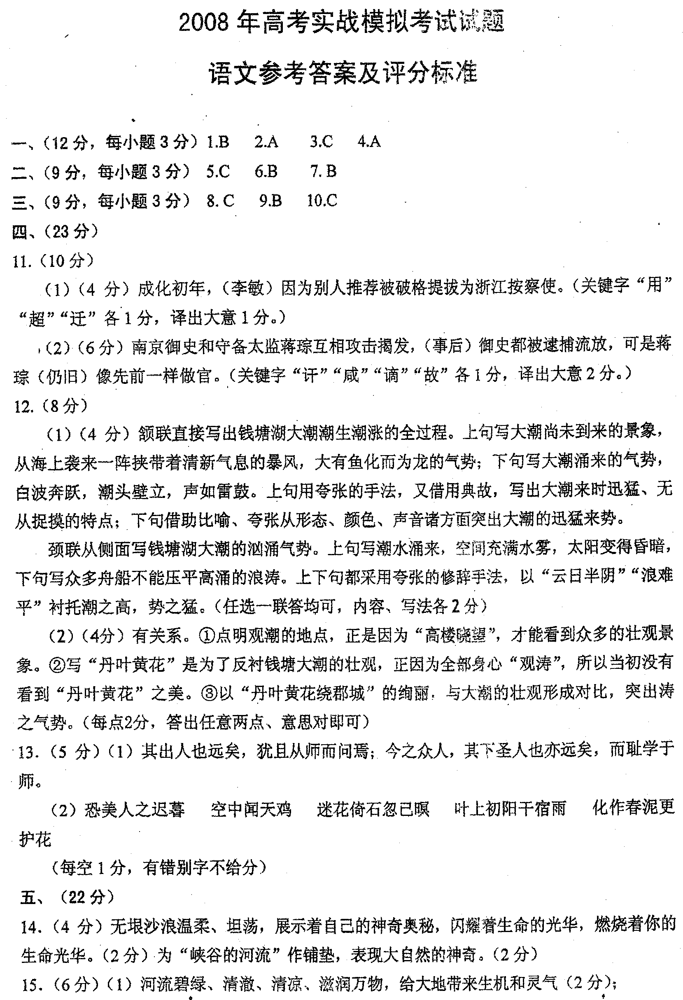 2008 年高考实战模拟考试试题
语文参考答案及评分标准
一、（12 分，每小题 3 分）1.B 2.A 3.C 4.A
二、（9 分，每小题 3 分） 5.C 6.B 7. B
三、（9 分，每小题 3 分） 8. C 9.B 10.C
四、（23 分）
11.（10 分）
（1）（4 分）成化初年，（李敏）因为别人推荐被破格提拔为浙江按察使。（关键字“用”
“超”“迁”各 1 分，译出大意 1 分。）
（2）（6 分）南京御史和守备太监蒋琮互相攻击揭发，（事后）御史都被逮捕流放，可是蒋
琮（仍旧）像先前一样做官。（关键字“讦”“咸”“谪”“故”各 1 分，译出大意 2 分。）
12.（8 分）
（1）（4 分）颔联直接写出钱塘湖大潮潮生潮涨的全过程。上句写大潮尚未到来的景象，
从海上袭来一阵挟带着清新气息的暴风，大有鱼化而为龙的气势；下句写大潮涌来的气势，
白波奔跃，潮头壁立，声如雷鼓。上句用夸张的手法，又借用典故，写出大潮来时迅猛、无
从捉摸的特点；下句借助比喻、夸张从形态、颜色、声音诸方面突出大潮的迅猛来势。
颈联从侧面写钱塘湖大潮的汹涌气势。上句写潮水涌来，空间充满水雾，太阳变得昏暗，
下句写众多舟船不能压平高涌的浪涛。上下句都采用夸张的修辞手法，以“云日半阴”“浪难
平”衬托潮之高，势之猛。（任选一联答均可，内容、写法各 2 分）
（2）（4分）有关系。①点明观潮的地点，正是因为“高楼晓望”，才能看到众多的壮观景
象。②写“丹叶黄花”是为了反衬钱塘大潮的壮观，正因为全部身心“观涛”，所以当初没有
看到“丹叶黄花”之美。③以“丹叶黄花绕郡城”的绚丽，与大潮的壮观形成对比，突出涛
之气势。（每点2分，答出任意两点、意思对即可）
13.（5 分）（1）其出人也远矣，犹且从师而问焉；今之众人，其下圣人也亦远矣，而耻学于
师。
（2）恐美人之迟暮 空中闻天鸡 迷花倚石忽已暝 叶上初阳干宿雨 化作春泥更
护花
（每空 1 分，有错别字不给分）
五、（22 分）
14.（4 分）无垠沙浪温柔、坦荡，展示着自己的神奇奥秘，闪耀着生命的光华，燃烧着你的
生命光华。（2 分）为“峡谷的河流”作铺垫，表现大自然的神奇。（2 分）
15.（6 分）（1）河流碧绿、清澈、清凉、滋润万物，给大地带来生机和灵气（2 分）；